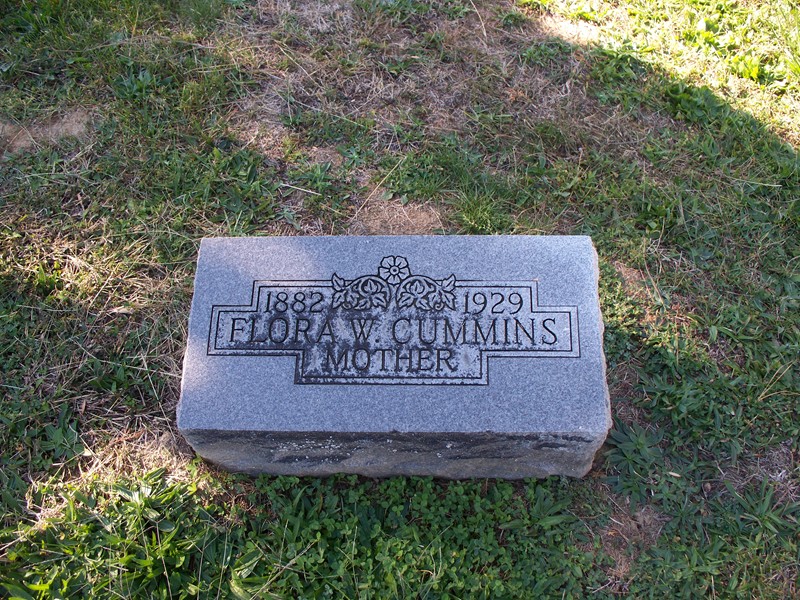 1882 1929
FLORA W. CUMMINS
MOTHER